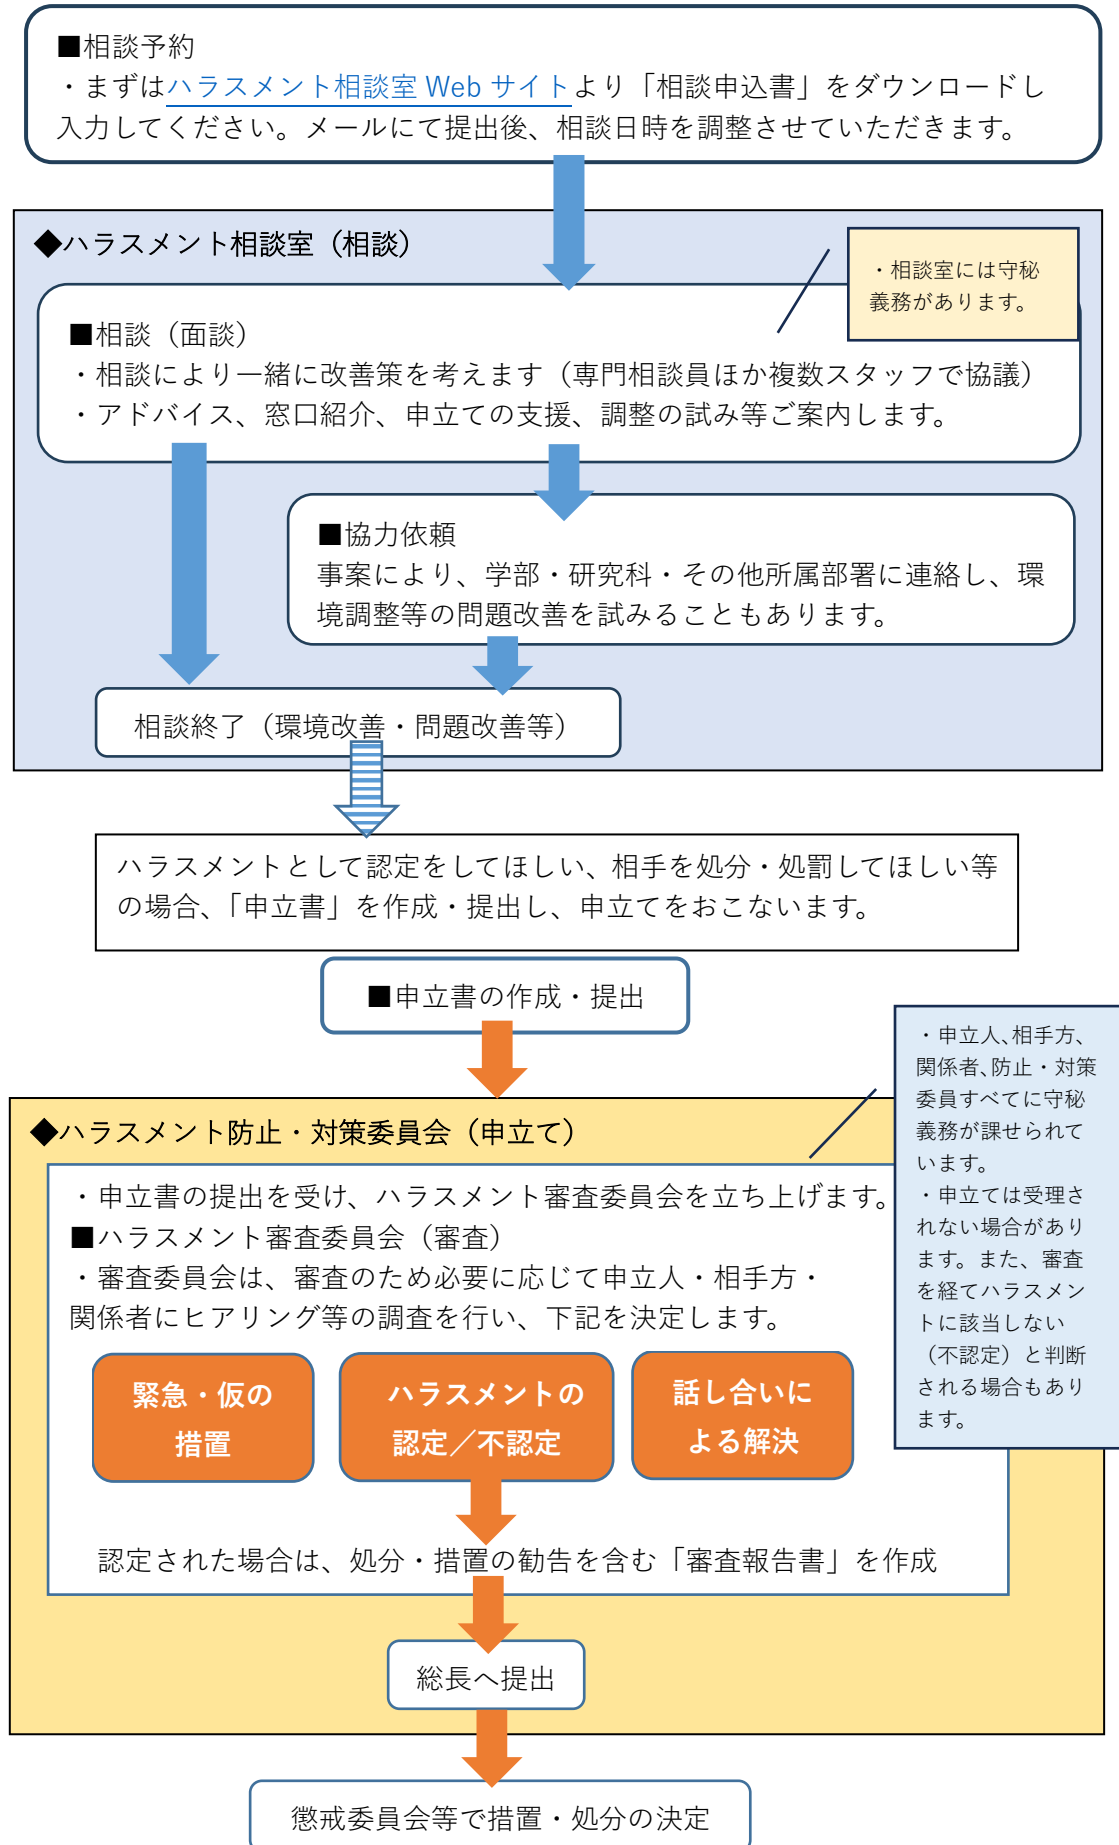 ■相談予約
・まずはハラスメント相談室 Web サイトより「相談申込書」をダウンロードし
入力してください。メールにて提出後、相談日時を調整させていただきます。
◆ハラスメント相談室（相談）
・相談室には守秘
義務があります。
■相談（面談）
・相談により一緒に改善策を考えます（専門相談員ほか複数スタッフで協議）
・アドバイス、窓口紹介、申立ての支援、調整の試み等ご案内します。
■協力依頼
事案により、学部・研究科・その他所属部署に連絡し、環
境調整等の問題改善を試みることもあります。
相談終了（環境改善・問題改善等）
ハラスメントとして認定をしてほしい、相手を処分・処罰してほしい等
の場合、「申立書」を作成・提出し、申立てをおこないます。
■申立書の作成・提出
・申立人、相手方、
関係者、防止・対策
委員すべてに守秘
義務が課せられて
います。
・申立ては受理さ
れない場合があり
ます。また、審査
を経てハラスメン
トに該当しない
（不認定）と判断
される場合もあり
ます。
◆ハラスメント防止・対策委員会（申立て）
・申立書の提出を受け、ハラスメント審査委員会を立ち上げます。
■ハラスメント審査委員会（審査）
・審査委員会は、審査のため必要に応じて申立人・相手方・
関係者にヒアリング等の調査を行い、下記を決定します。
緊急・仮の
措置
ハラスメントの
認定／不認定
話し合いに
よる解決
認定された場合は、処分・措置の勧告を含む「審査報告書」を作成
総長へ提出
懲戒委員会等で措置・処分の決定